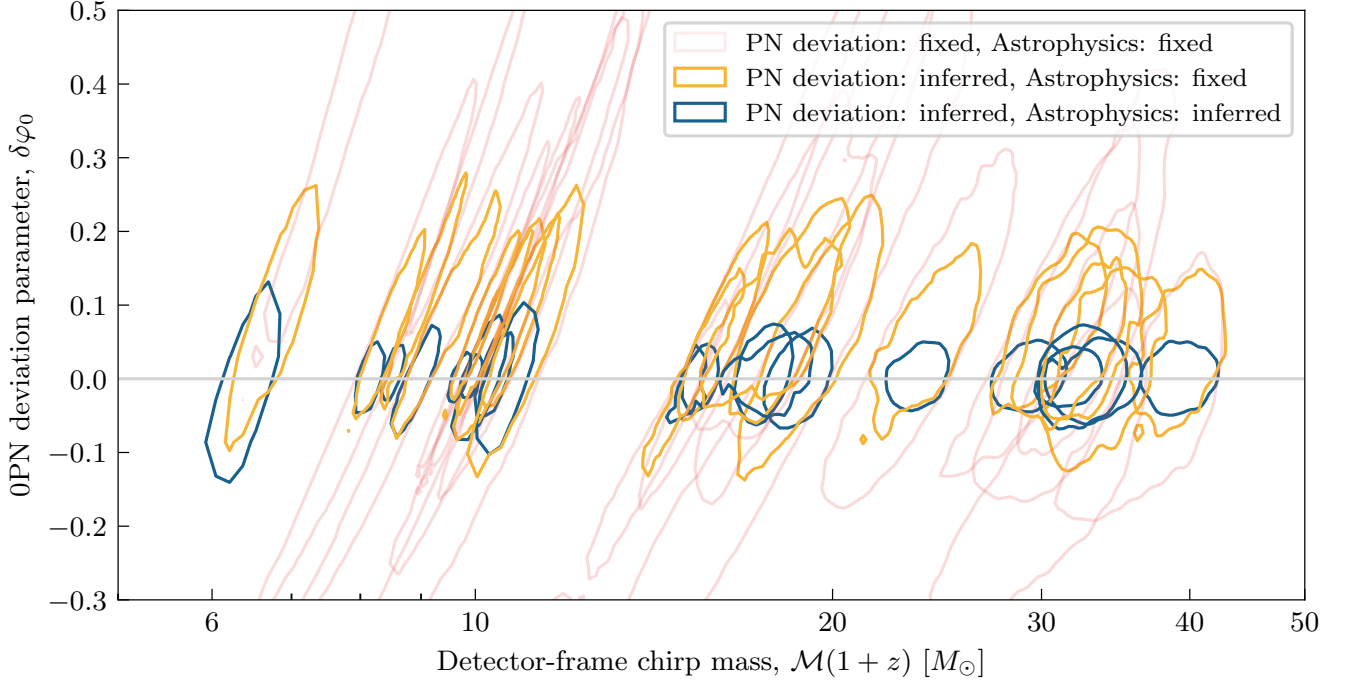 0.5
0.4
0.3
0.2
0.1
0.0
−0.1
−0.2
−0.3
0PN deviation parameter, δφ₀
PN deviation: fixed, Astrophysics: fixed
PN deviation: inferred, Astrophysics: fixed
PN deviation: inferred, Astrophysics: inferred
6 10 20 30 40 50
Detector-frame chirp mass, ℳ(1 + z) [M⊙]